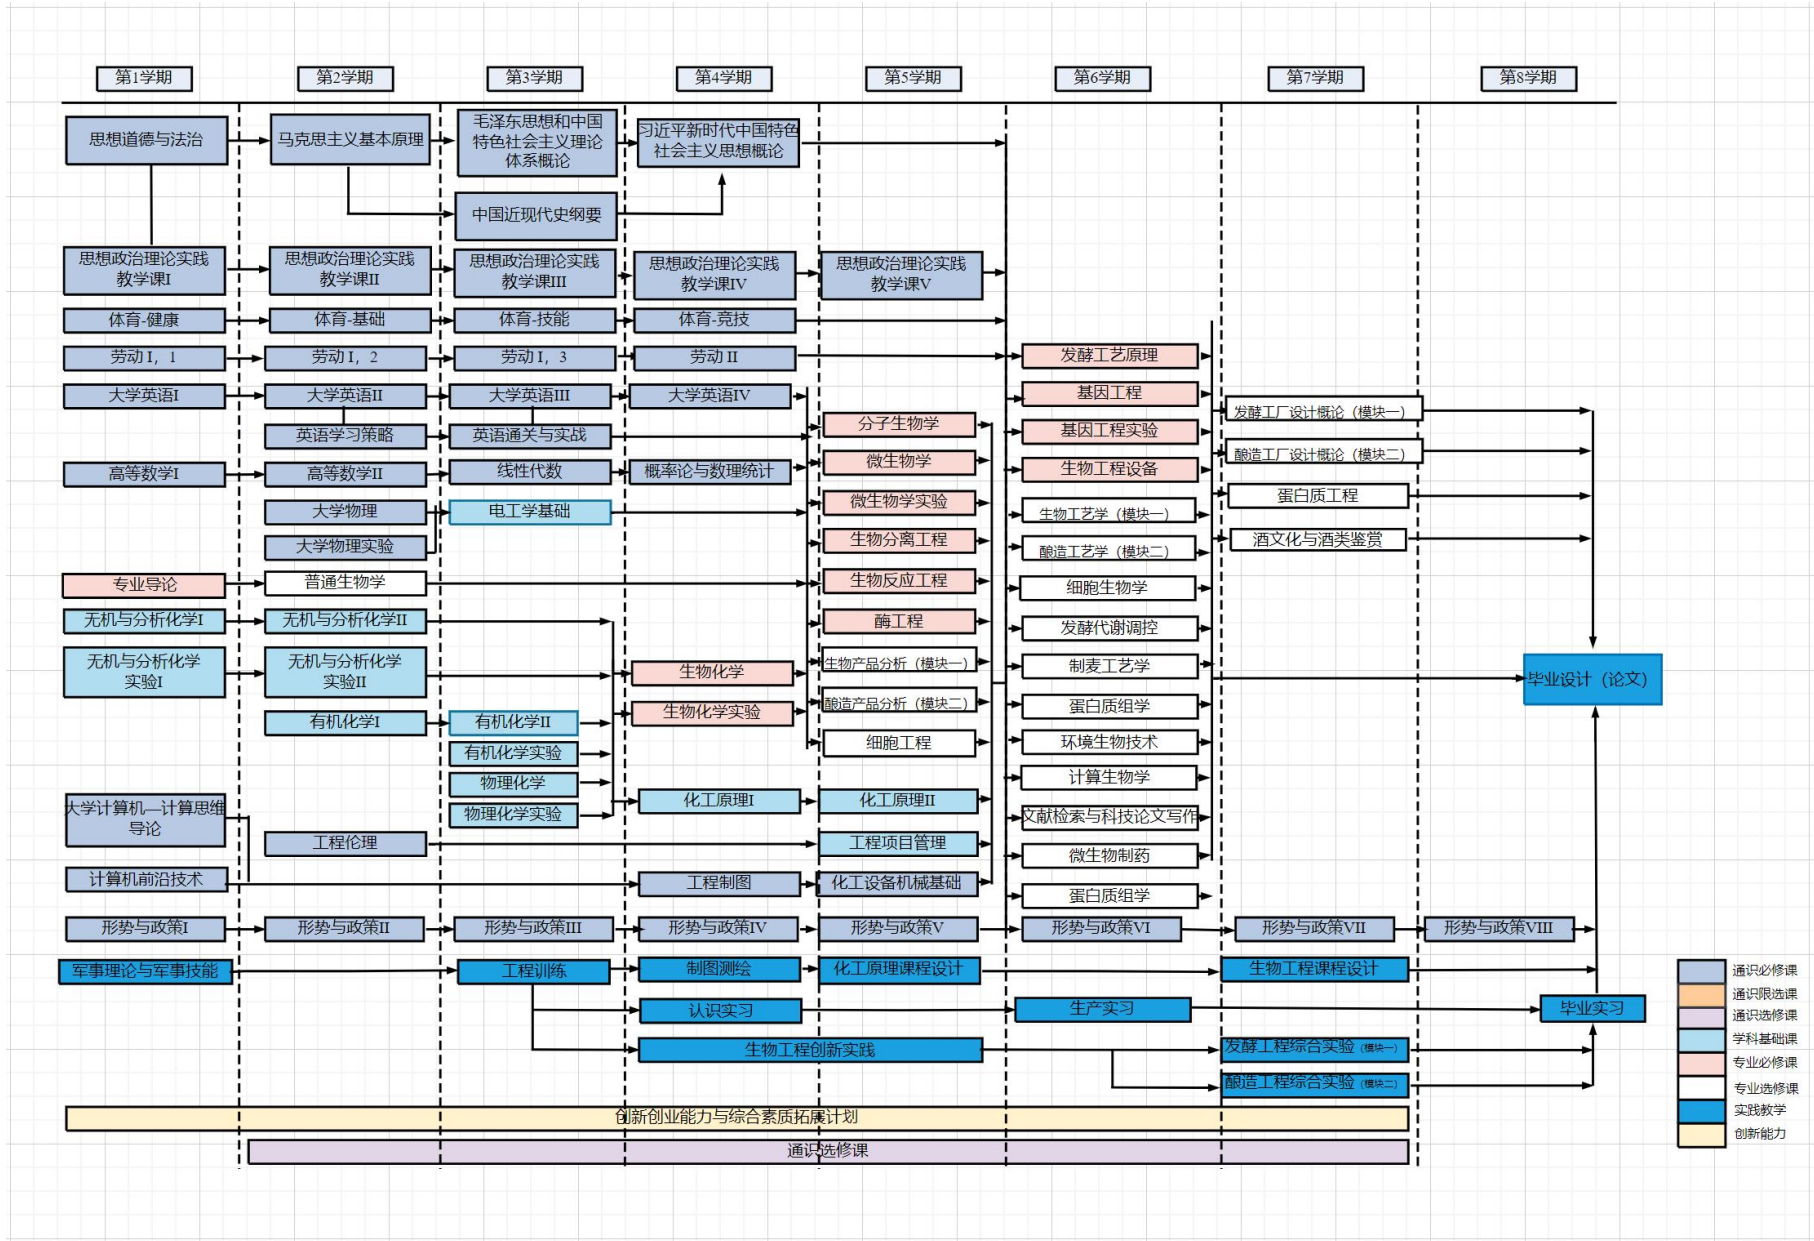 第1学期
第2学期
第3学期
第4学期
第5学期
第6学期
第7学期
第8学期
思想道德与法治
马克思主义基本原理
毛泽东思想和中国
特色社会主义理论
体系概论
习近平新时代中国特色
社会主义思想概论
中国近现代史纲要
思想政治理论实践
教学课I
思想政治理论实践
教学课II
思想政治理论实践
教学课III
思想政治理论实践
教学课IV
思想政治理论实践
教学课V
体育-健康
体育-基础
体育-技能
体育-竞技
劳动 I，1
劳动 I，2
劳动 I，3
劳动 II
发酵工艺原理
大学英语I
大学英语II
大学英语III
大学英语IV
基因工程
发酵工厂设计概论（模块一）
分子生物学
英语学习策略
英语通关与实战
基因工程实验
酿造工厂设计概论（模块二）
高等数学I
高等数学II
线性代数
概率论与数理统计
微生物学
生物工程设备
蛋白质工程
大学物理
电工学基础
微生物学实验
生物工艺学（模块一）
大学物理实验
生物分离工程
酿造工艺学（模块二）
酒文化与酒类鉴赏
专业导论
普通生物学
生物反应工程
细胞生物学
无机与分析化学I
无机与分析化学II
酶工程
发酵代谢调控
无机与分析化学
实验I
无机与分析化学
实验II
生物化学
生物产品分析（模块一）
制麦工艺学
毕业设计（论文）
生物化学实验
酿造产品分析（模块二）
蛋白质组学
有机化学I
有机化学II
细胞工程
环境生物技术
有机化学实验
物理化学
计算生物学
大学计算机—计算思维
导论
物理化学实验
化工原理I
化工原理II
文献检索与科技论文写作
工程伦理
工程项目管理
微生物制药
计算机前沿技术
工程制图
化工设备机械基础
蛋白质组学
形势与政策I
形势与政策II
形势与政策III
形势与政策IV
形势与政策V
形势与政策VI
形势与政策VII
形势与政策VIII
军事理论与军事技能
工程训练
制图测绘
化工原理课程设计
生物工程课程设计
认识实习
生产实习
毕业实习
生物工程创新实践
发酵工程综合实验（模块一）
酿造工程综合实验（模块二）
创新创业能力与综合素质拓展计划
通识选修课
通识必修课
通识限选课
通识选修课
学科基础课
专业必修课
专业选修课
实践教学
创新能力